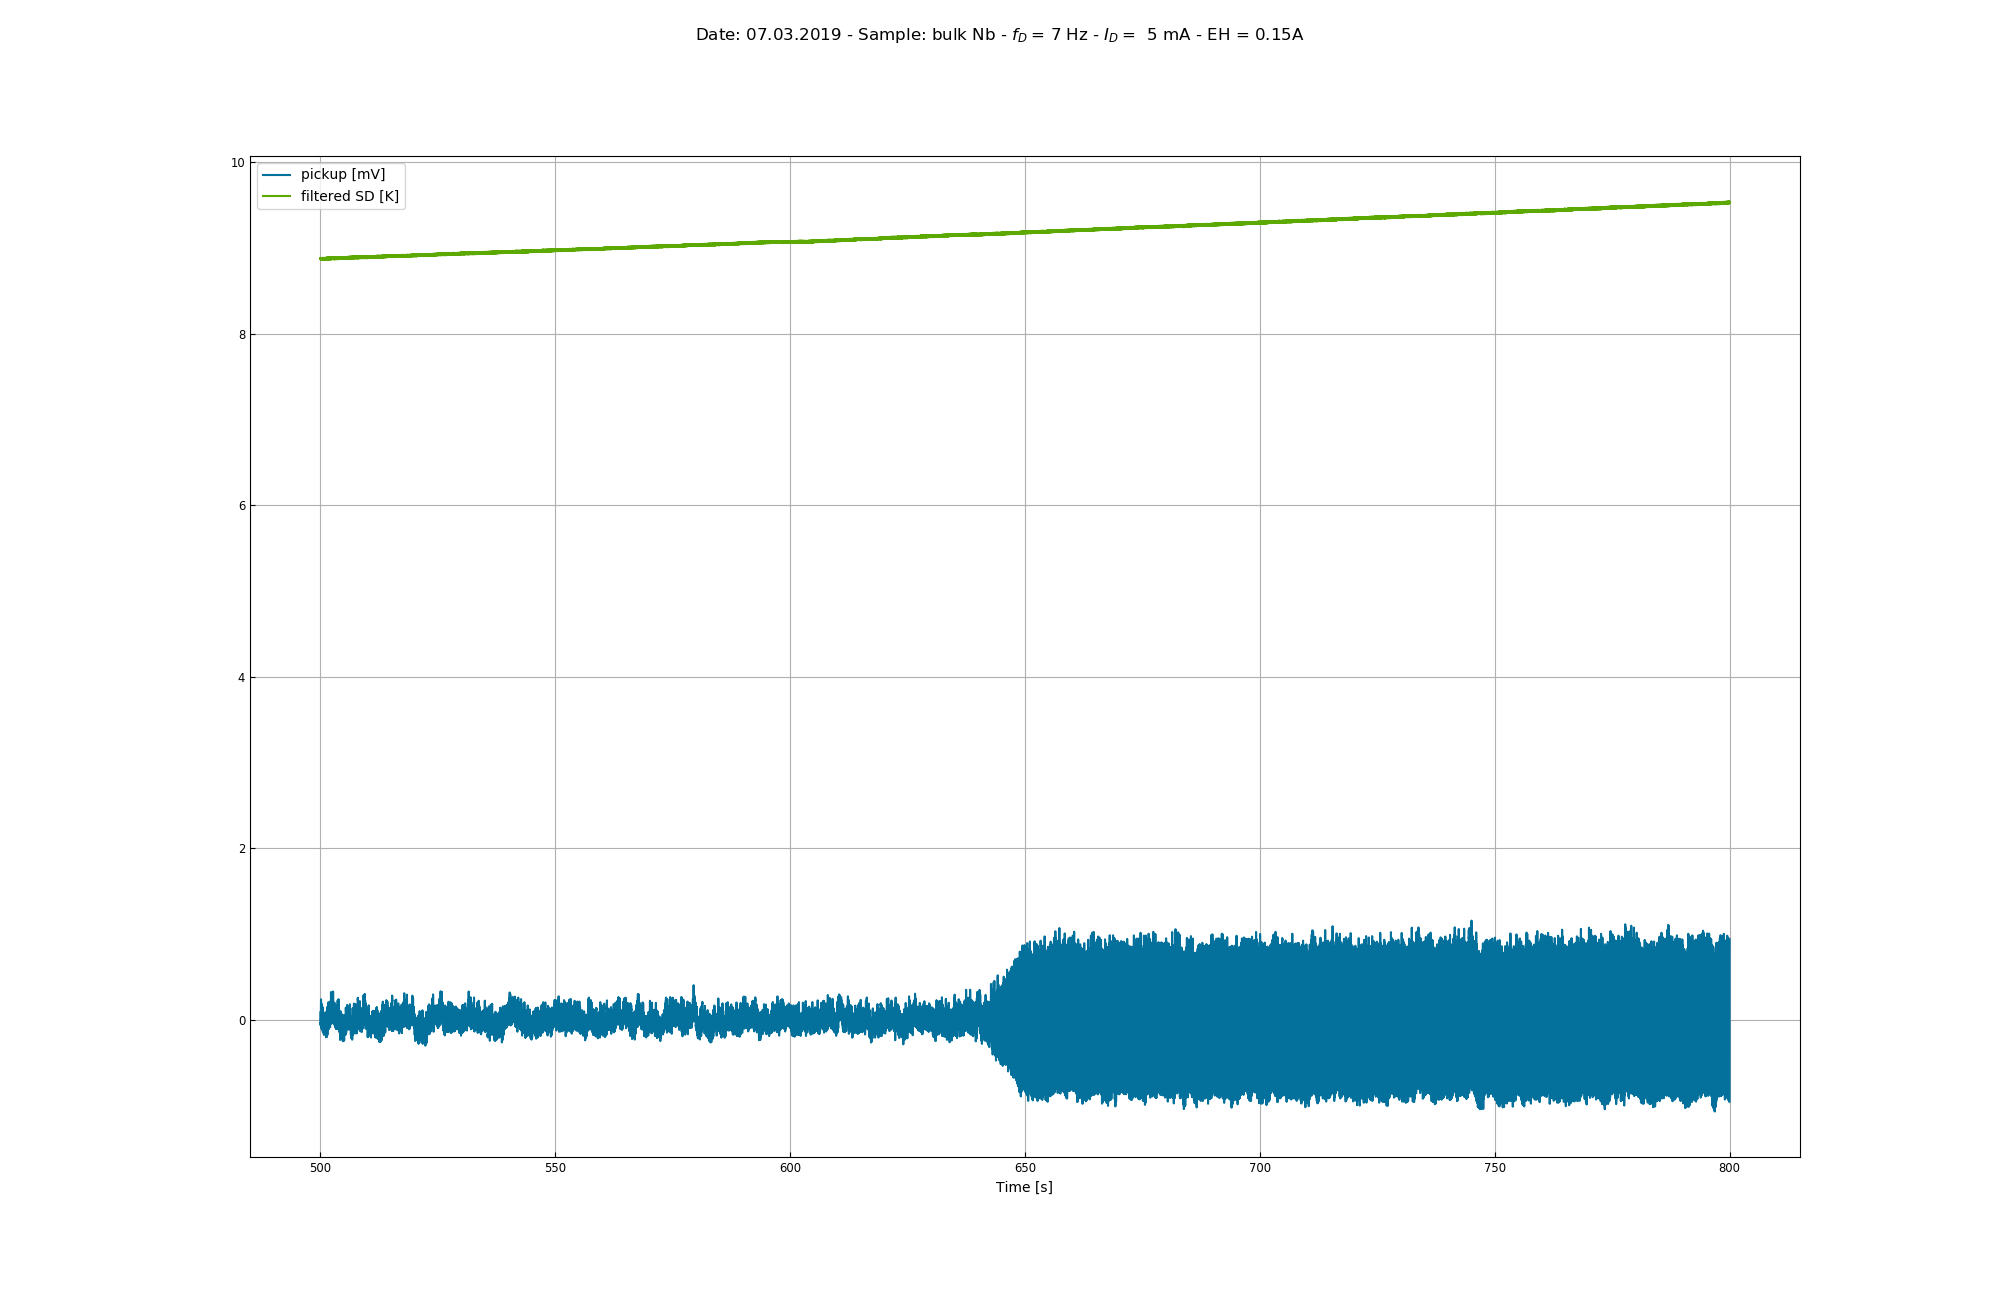 Date: 07.03.2019 - Sample: bulk Nb - f_D = 7 Hz - I_D = 5 mA - EH = 0.15A
10
pickup [mV]
filtered SD [K]
8
6
4
2
0
500 550 600 650 700 750 800
Time [s]